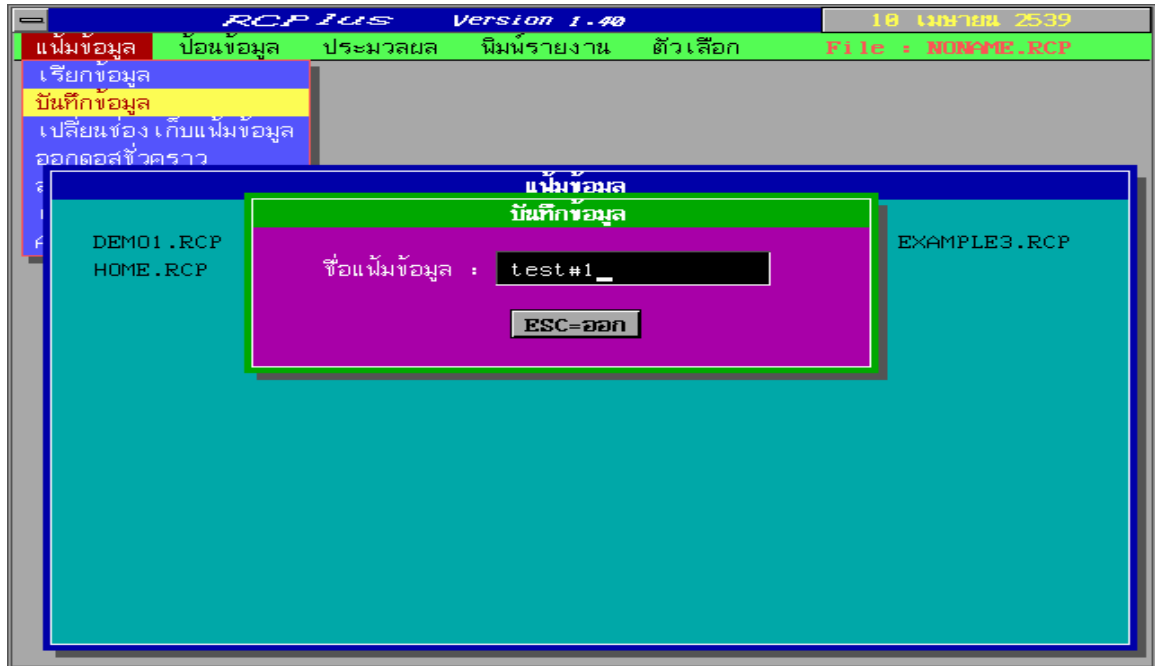 RCPlus Version 1.40 10 เมษายน 2539
แฟ้มข้อมูล ป้อนข้อมูล ประมวลผล พิมพ์รายงาน ตัวเลือก File : NONAME.RCP
เรียกข้อมูล
บันทึกข้อมูล
เปลี่ยนช่องเก็บแฟ้มข้อมูล
ออกดอสชั่วคราว
แฟ้มข้อมูล
บันทึกข้อมูล
DEMO1.RCP EXAMPLE3.RCP
HOME.RCP ชื่อแฟ้มข้อมูล : test#1_
ESC=ออก